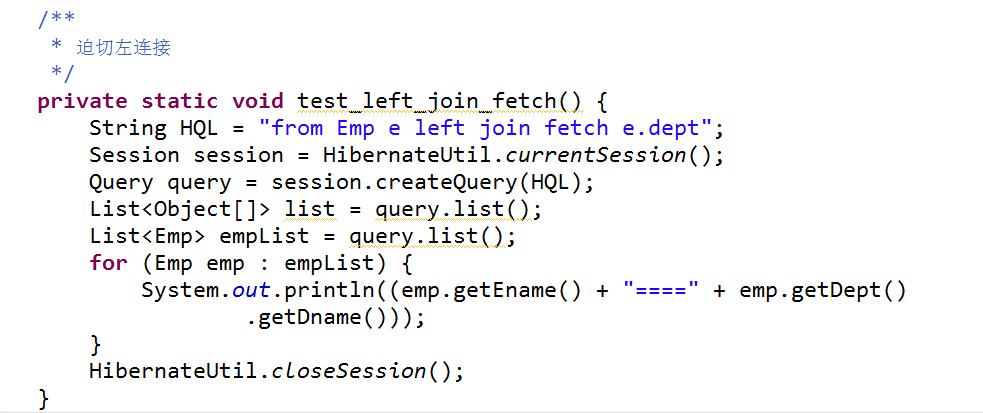 /**
 * 迫切左连接
 */
private static void test_left_join_fetch() {
    String HQL = "from Emp e left join fetch e.dept";
    Session session = HibernateUtil.currentSession();
    Query query = session.createQuery(HQL);
    List<Object[]> list = query.list();
    List<Emp> empList = query.list();
    for (Emp emp : empList) {
        System.out.println((emp.getEname() + "====" + emp.getDept()
                .getDname()));
    }
    HibernateUtil.closeSession();
}